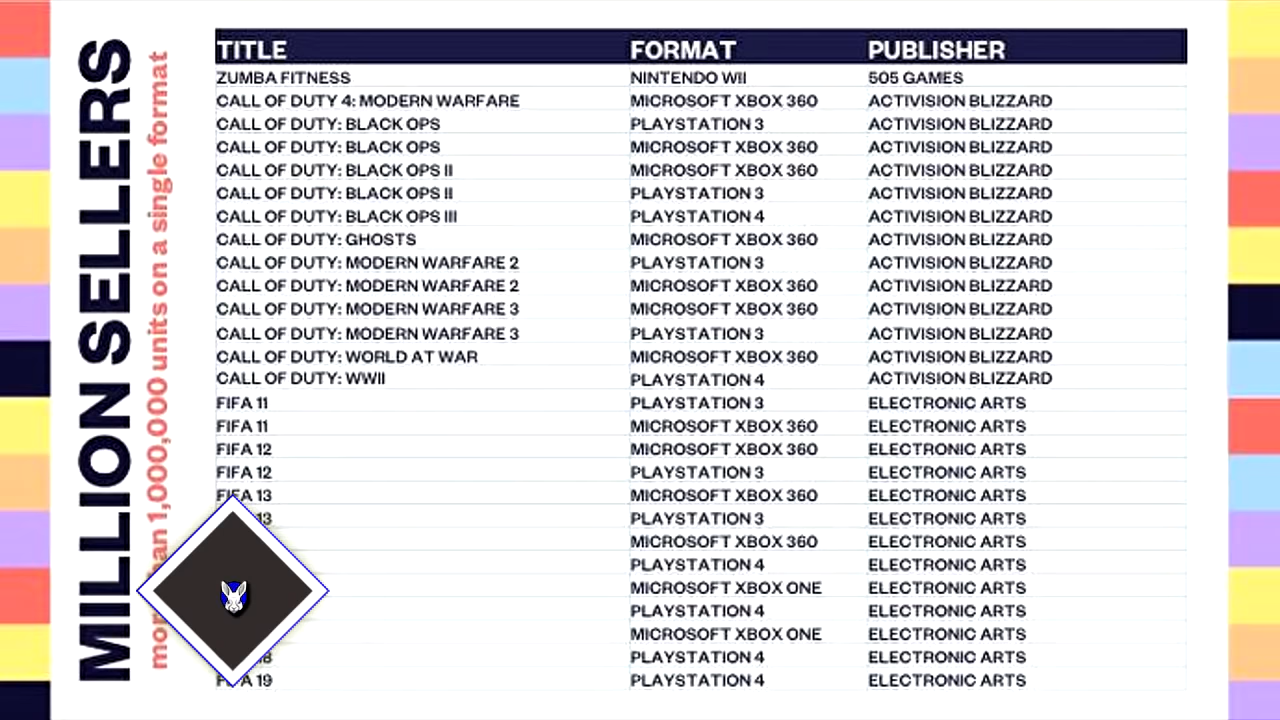 MILLION SELLERS
1,000,000 units on a single format
TITLE FORMAT PUBLISHER
ZUMBA FITNESS NINTENDO WII 505 GAMES
CALL OF DUTY 4: MODERN WARFARE MICROSOFT XBOX 360 ACTIVISION BLIZZARD
CALL OF DUTY: BLACK OPS PLAYSTATION 3 ACTIVISION BLIZZARD
CALL OF DUTY: BLACK OPS MICROSOFT XBOX 360 ACTIVISION BLIZZARD
CALL OF DUTY: BLACK OPS II MICROSOFT XBOX 360 ACTIVISION BLIZZARD
CALL OF DUTY: BLACK OPS II PLAYSTATION 3 ACTIVISION BLIZZARD
CALL OF DUTY: BLACK OPS III PLAYSTATION 4 ACTIVISION BLIZZARD
CALL OF DUTY: GHOSTS MICROSOFT XBOX 360 ACTIVISION BLIZZARD
CALL OF DUTY: MODERN WARFARE 2 PLAYSTATION 3 ACTIVISION BLIZZARD
CALL OF DUTY: MODERN WARFARE 2 MICROSOFT XBOX 360 ACTIVISION BLIZZARD
CALL OF DUTY: MODERN WARFARE 3 MICROSOFT XBOX 360 ACTIVISION BLIZZARD
CALL OF DUTY: MODERN WARFARE 3 PLAYSTATION 3 ACTIVISION BLIZZARD
CALL OF DUTY: WORLD AT WAR MICROSOFT XBOX 360 ACTIVISION BLIZZARD
CALL OF DUTY: WWII PLAYSTATION 4 ACTIVISION BLIZZARD
FIFA 11 PLAYSTATION 3 ELECTRONIC ARTS
FIFA 11 MICROSOFT XBOX 360 ELECTRONIC ARTS
FIFA 12 MICROSOFT XBOX 360 ELECTRONIC ARTS
FIFA 12 PLAYSTATION 3 ELECTRONIC ARTS
FIFA 13 MICROSOFT XBOX 360 ELECTRONIC ARTS
13 PLAYSTATION 3 ELECTRONIC ARTS
MICROSOFT XBOX 360 ELECTRONIC ARTS
PLAYSTATION 4 ELECTRONIC ARTS
MICROSOFT XBOX ONE ELECTRONIC ARTS
PLAYSTATION 4 ELECTRONIC ARTS
MICROSOFT XBOX ONE ELECTRONIC ARTS
PLAYSTATION 4 ELECTRONIC ARTS
FIFA 19 PLAYSTATION 4 ELECTRONIC ARTS